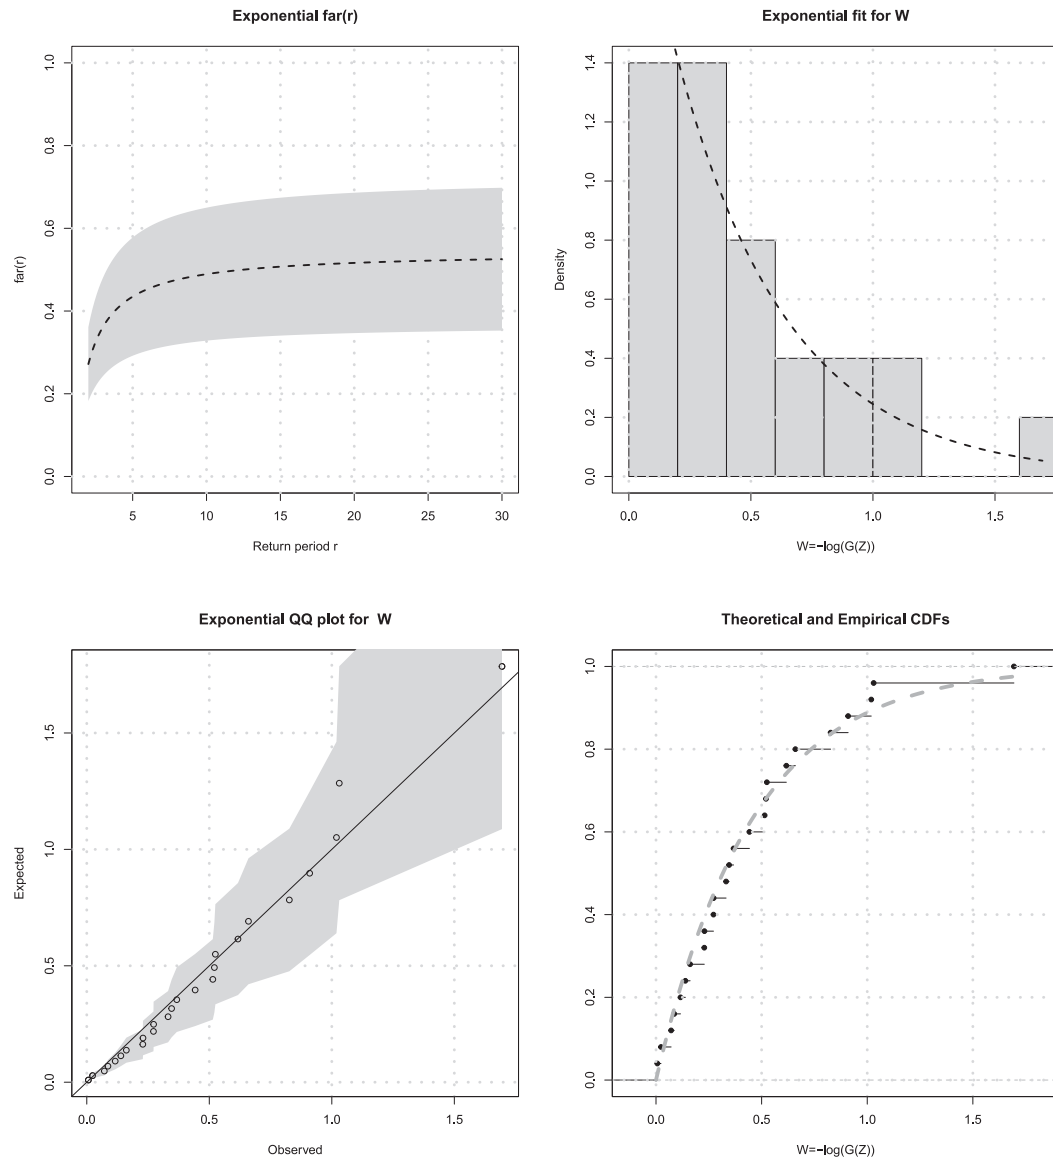 Exponential far(r)
far(r)
0.0 0.2 0.4 0.6 0.8 1.0
5 10 15 20 25 30
Return period r
Exponential fit for W
Density
0.0 0.2 0.4 0.6 0.8 1.0 1.2 1.4
0.0 0.5 1.0 1.5
W=−log(G(Z))
Exponential QQ plot for W
Expected
0.0 0.5 1.0 1.5
0.0 0.5 1.0 1.5
Observed
Theoretical and Empirical CDFs
0.0 0.2 0.4 0.6 0.8 1.0
0.0 0.5 1.0 1.5
W=−log(G(Z))